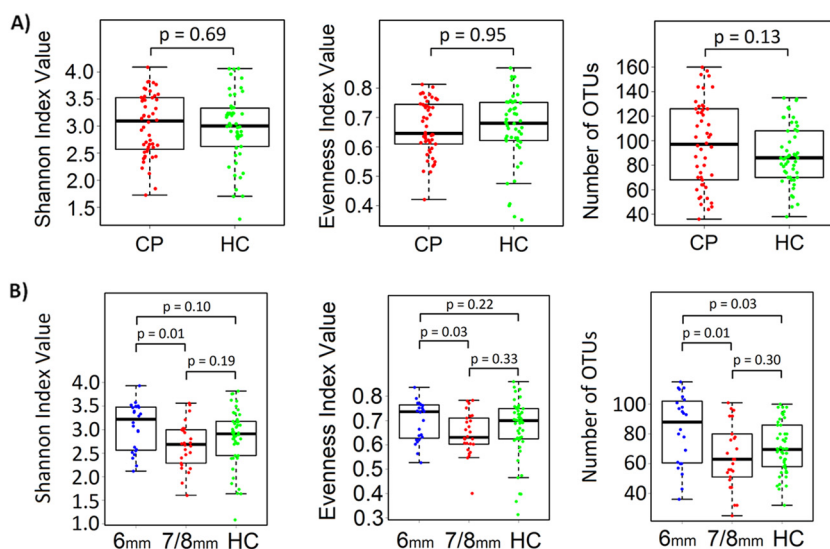 A)
p = 0.69
Shannon Index Value
4.0
3.5
3.0
2.5
2.0
1.5
CP HC
p = 0.95
Evenness Index Value
0.8
0.7
0.6
0.5
0.4
CP HC
p = 0.13
Number of OTUs
160
140
120
100
80
60
40
CP HC
B)
p = 0.10
p = 0.01
p = 0.19
Shannon Index Value
4.0
3.5
3.0
2.5
2.0
1.5
1.0
6mm 7/8mm HC
p = 0.22
p = 0.03
p = 0.33
Evenness Index Value
0.8
0.7
0.6
0.5
0.4
0.3
6mm 7/8mm HC
p = 0.03
p = 0.01
p = 0.30
Number of OTUs
100
80
60
40
6mm 7/8mm HC